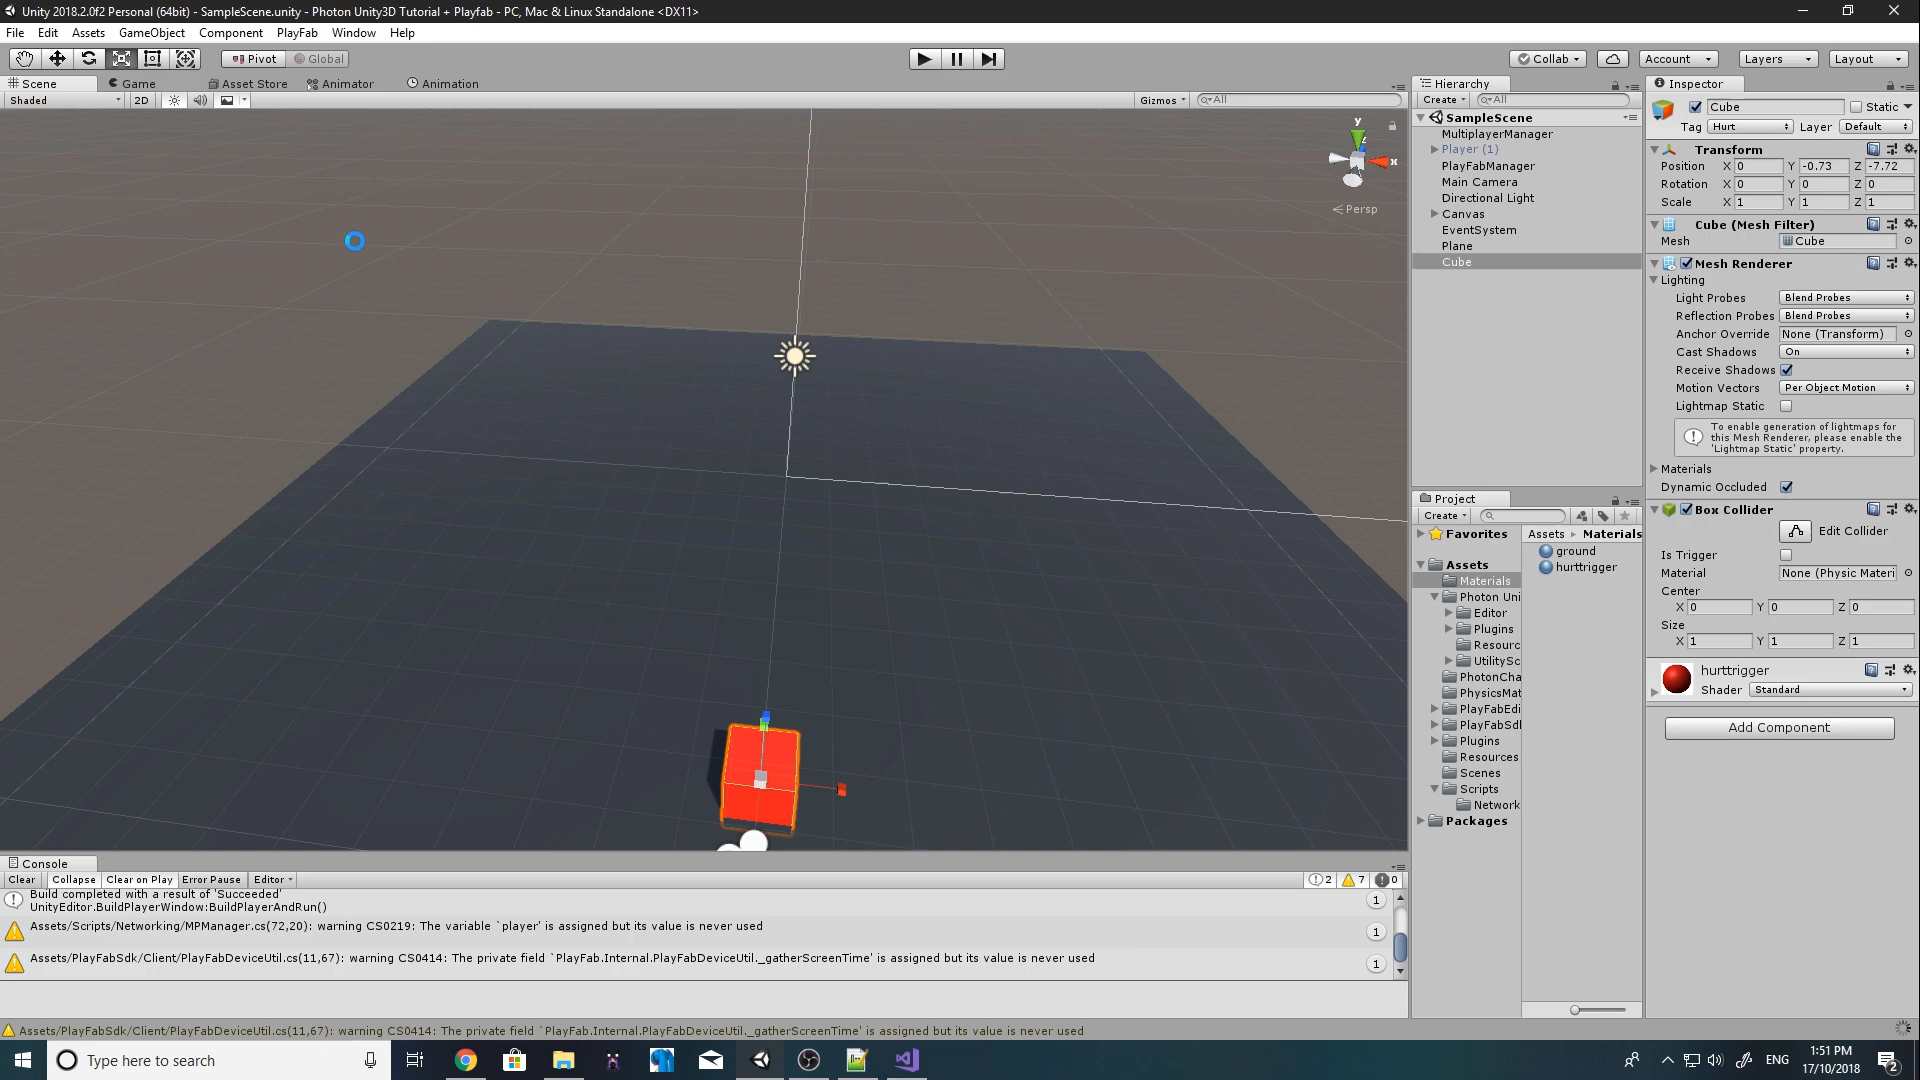 Unity 2018.2.0f2 Personal (64bit) - SampleScene.unity - Photon Unity3D Tutorial + Playfab - PC, Mac & Linux Standalone <DX11>
File Edit Assets GameObject Component PlayFab Window Help
Pivot Global Collab Account Layers Layout
Scene Game Asset Store Animator Animation
Shaded 2D Gizmos All
y
x
z
Persp
Hierarchy
Create All
SampleScene
MultiplayerManager
Player (1)
PlayFabManager
Main Camera
Directional Light
Canvas
EventSystem
Plane
Cube
Project
Create
Favorites
Assets
Materials
Photon Uni
Editor
Plugins
Resourc
UtilitySc
PhotonCha
PhysicsMat
PlayFabEdi
PlayFabSdl
Plugins
Resources
Scenes
Scripts
Network
Packages
Assets Materials
ground
hurttrigger
Inspector
Cube Static
Tag Hurt Layer Default
Transform
Position X 0 Y -0.73 Z -7.72
Rotation X 0 Y 0 Z 0
Scale X 1 Y 1 Z 1
Cube (Mesh Filter)
Mesh Cube
Mesh Renderer
Lighting
Light Probes Blend Probes
Reflection Probes Blend Probes
Anchor Override None (Transform)
Cast Shadows On
Receive Shadows
Motion Vectors Per Object Motion
Lightmap Static
To enable generation of lightmaps for
this Mesh Renderer, please enable the
'Lightmap Static' property.
Materials
Dynamic Occluded
Box Collider
Edit Collider
Is Trigger
Material None (Physic Materi
Center
X 0 Y 0 Z 0
Size
X 1 Y 1 Z 1
hurttrigger
Shader Standard
Add Component
Console
Clear Collapse Clear on Play Error Pause Editor 2 7 0
Build completed with a result of 'Succeeded'
UnityEditor.BuildPlayerWindow:BuildPlayerAndRun()
1
Assets/Scripts/Networking/MPManager.cs(72,20): warning CS0219: The variable `player' is assigned but its value is never used
1
Assets/PlayFabSdk/Client/PlayFabDeviceUtil.cs(11,67): warning CS0414: The private field `PlayFab.Internal.PlayFabDeviceUtil._gatherScreenTime' is assigned but its value is never used
1
Assets/PlayFabSdk/Client/PlayFabDeviceUtil.cs(11,67): warning CS0414: The private field `PlayFab.Internal.PlayFabDeviceUtil._gatherScreenTime' is assigned but its value is never used
Type here to search
ENG
1:51 PM
17/10/2018
2